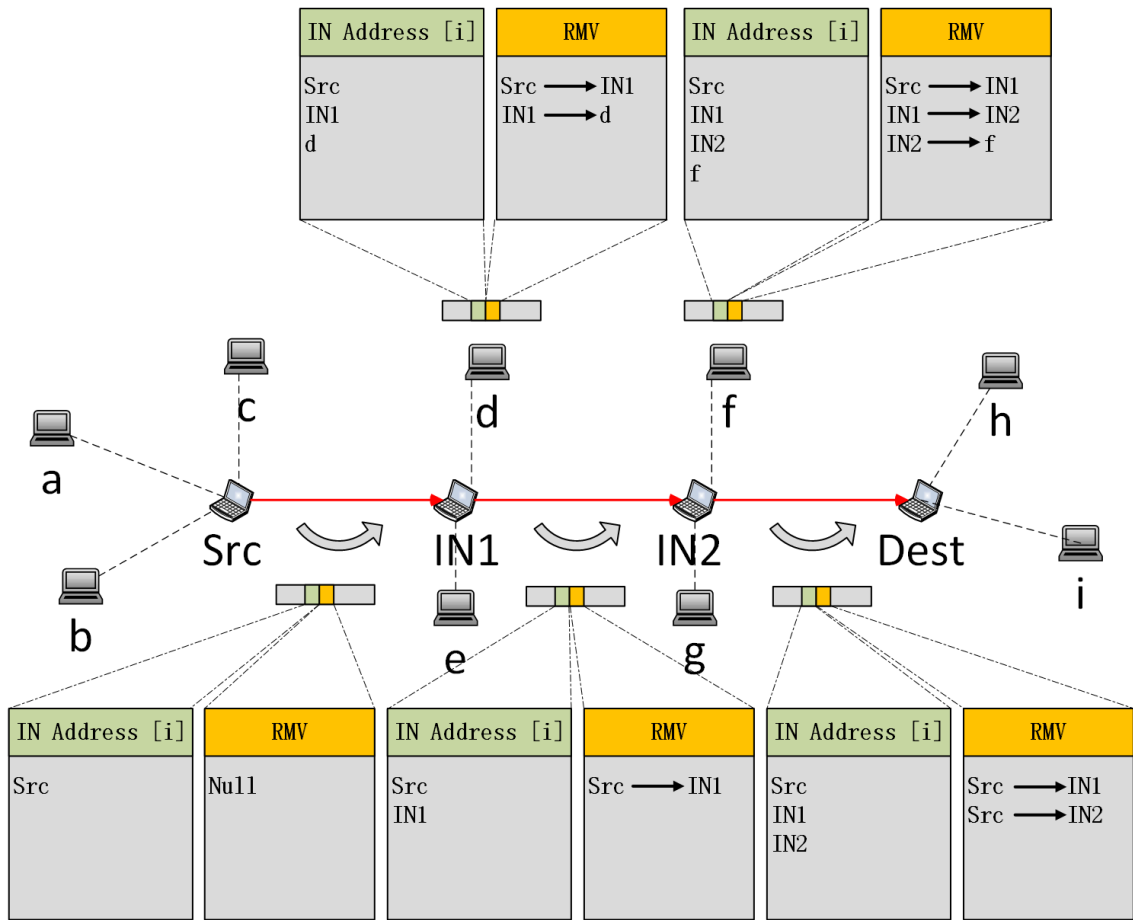 IN Address [i]
RMV
IN Address [i]
RMV
Src
IN1
d
Src → IN1
IN1 → d
Src
IN1
IN2
f
Src → IN1
IN1 → IN2
IN2 → f
c
d
f
h
a
Src
IN1
IN2
Dest
b
e
g
i
IN Address [i]
RMV
IN Address [i]
RMV
IN Address [i]
RMV
Src
Null
Src
IN1
Src → IN1
Src
IN1
IN2
Src → IN1
Src → IN2